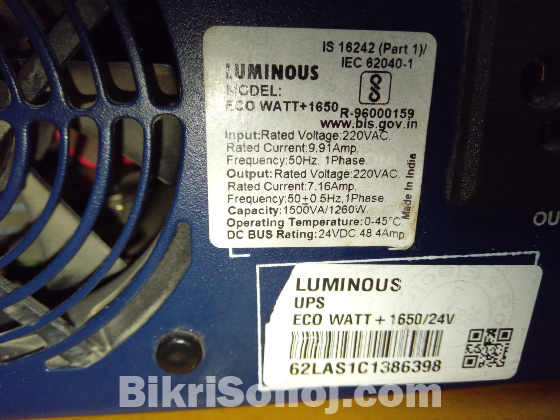 IS 16242 (Part 1)/
IEC 62040-1
LUMINOUS
MODEL:
ECO WATT+1650
R-96000159
www.bis.gov.in
Input:Rated Voltage:220VAC.
Rated Current:9.91Amp.
Frequency:50Hz, 1Phase.
Output:Rated Voltage:220VAC.
Rated Current:7.16Amp.
Frequency:50±0.5Hz,1Phase.
Capacity:1500VA/1260W.
Operating Temperature:0-45°C.
DC BUS Rating:24VDC,48.4Amp.
Made in India
OU
LUMINOUS
UPS
ECO WATT+1650/24V
62LAS1C1386398
BikriSohoj.com